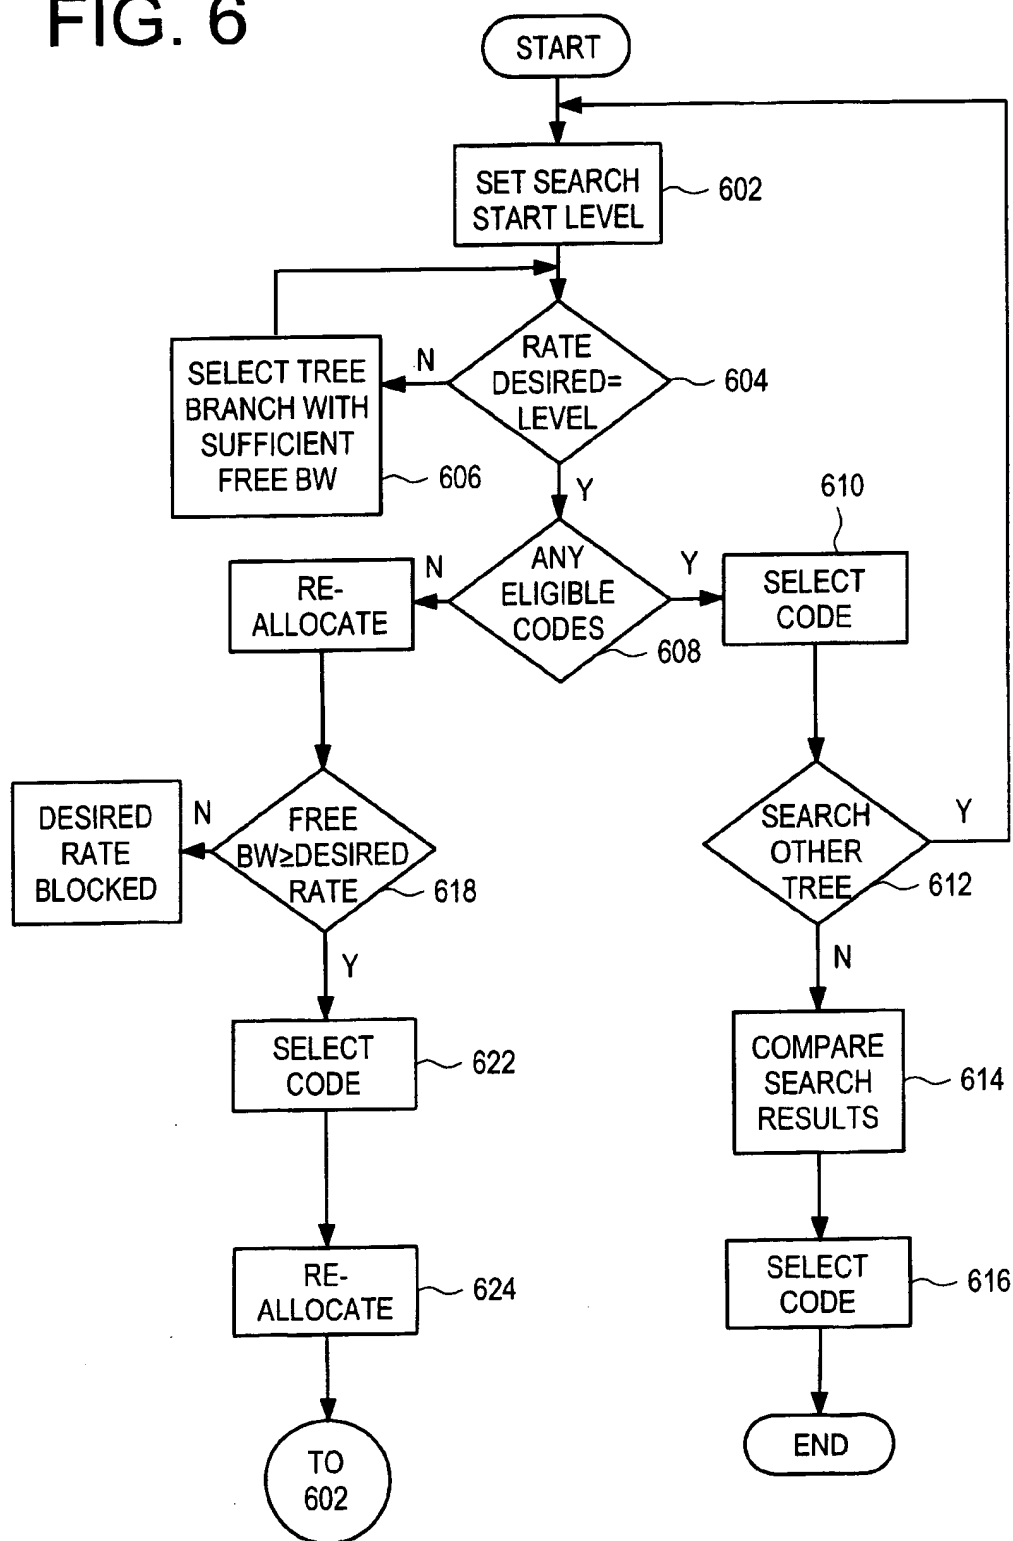 FIG. 6
START
SET SEARCH
START LEVEL
602
RATE
DESIRED=
LEVEL
604
N
SELECT TREE
BRANCH WITH
SUFFICIENT
FREE BW
606
Y
ANY
ELIGIBLE
CODES
608
N
RE-
ALLOCATE
Y
610
SELECT
CODE
FREE
BW≥DESIRED
RATE
618
N
DESIRED
RATE
BLOCKED
SEARCH
OTHER
TREE
612
Y
Y
N
SELECT
CODE
622
COMPARE
SEARCH
RESULTS
614
RE-
ALLOCATE
624
SELECT
CODE
616
TO
602
END